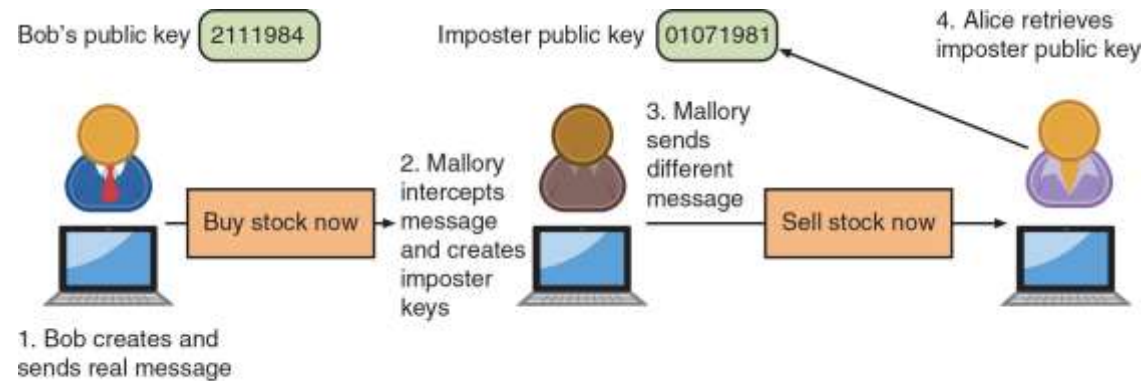 Bob's public key 2111984
Imposter public key 01071981
4. Alice retrieves
imposter public key
3. Mallory
sends
different
message
2. Mallory
intercepts
message
and creates
imposter
keys
Buy stock now
Sell stock now
1. Bob creates and
sends real message